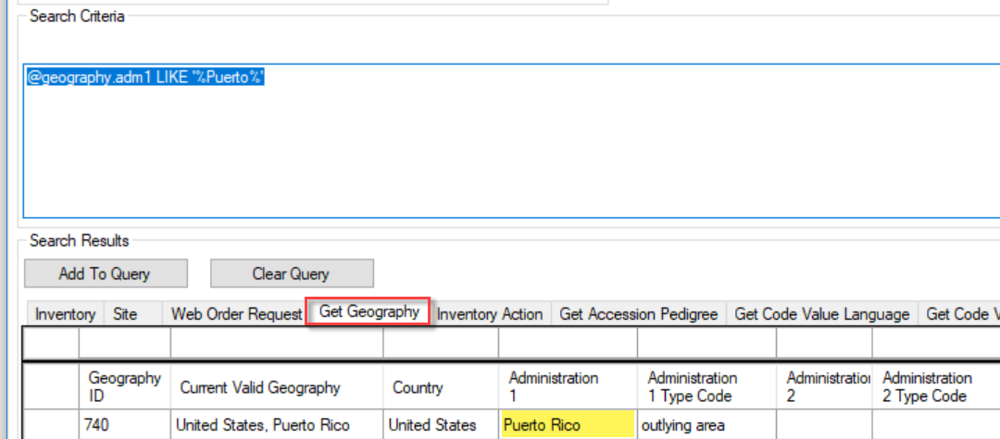 Search Criteria
@geography.adm1 LIKE '%Puerto%'
Search Results
Add To Query Clear Query
Inventory Site Web Order Request Get Geography Inventory Action Get Accession Pedigree Get Code Value Language Get Code V
Geography ID Current Valid Geography Country Administration 1 Administration 1 Type Code Administration 2 Administration 2 Type Code
740 United States, Puerto Rico United States Puerto Rico outlying area